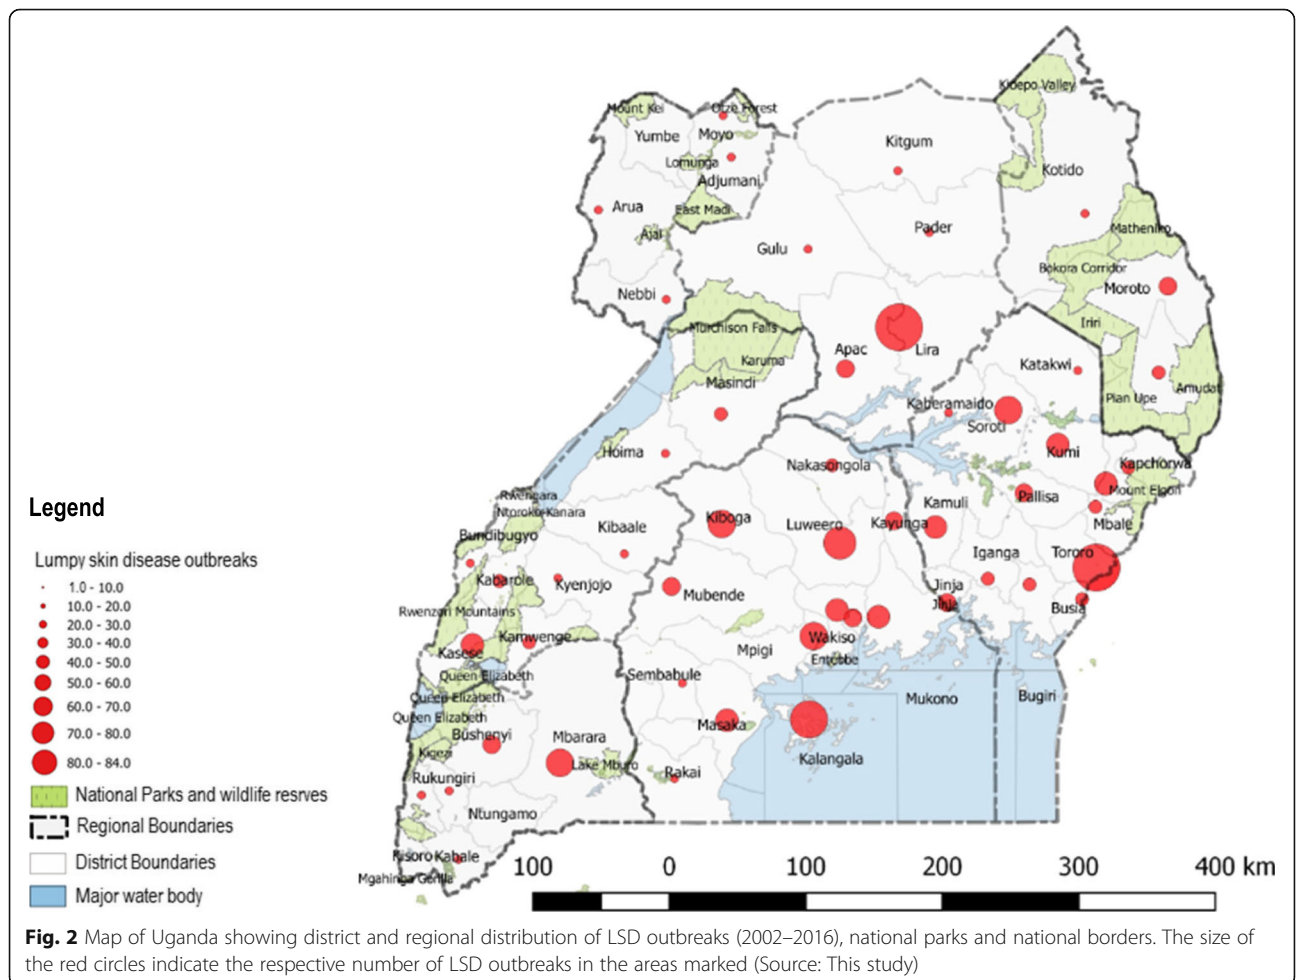 Kidepo Valley
Mount Kei
Otze Forest
Yumbe
Moyo
Kitgum
Lomunga
Kotido
Adjumani
Arua
East Madi
Ajai
Pader
Matheniko
Gulu
Bokora Corridor
Nebbi
Moroto
Murchison Falls
Iriri
Karuma
Apac
Lira
Katakwi
Masindi
Pian Upe
Amudat
Kaberamaido
Soroti
Hoima
Nakasongola
Kumi
Kapchorwa
Rwengara
Pallisa
Mount Elgon
Ntoroko-Kanara
Kamuli
Kibaale
Kiboga
Luweero
Kayunga
Mbale
Bundibugyo
Iganga
Tororo
Kabarole
Kyenjojo
Mubende
Jinja
Jinja
Busia
Rwenzori Mountains
Kamwenge
Wakiso
Kasese
Mpigi
Entebbe
Queen Elizabeth
Sembabule
Queen Elizabeth
Mukono
Bugiri
Queen Elizabeth
Masaka
Bushenyi
Mbarara
Kigezi
Lake Mburo
Kalangala
Rukungiri
Rakai
Ntungamo
Kisoro
Kabale
Mgahinga Gorilla
Legend
Lumpy skin disease outbreaks
1.0 - 10.0
10.0 - 20.0
20.0 - 30.0
30.0 - 40.0
40.0 - 50.0
50.0 - 60.0
60.0 - 70.0
70.0 - 80.0
80.0 - 84.0
National Parks and wildlife resrves
Regional Boundaries
District Boundaries
Major water body
100 0 100 200 300 400 km
Fig. 2 Map of Uganda showing district and regional distribution of LSD outbreaks (2002–2016), national parks and national borders. The size of
the red circles indicate the respective number of LSD outbreaks in the areas marked (Source: This study)